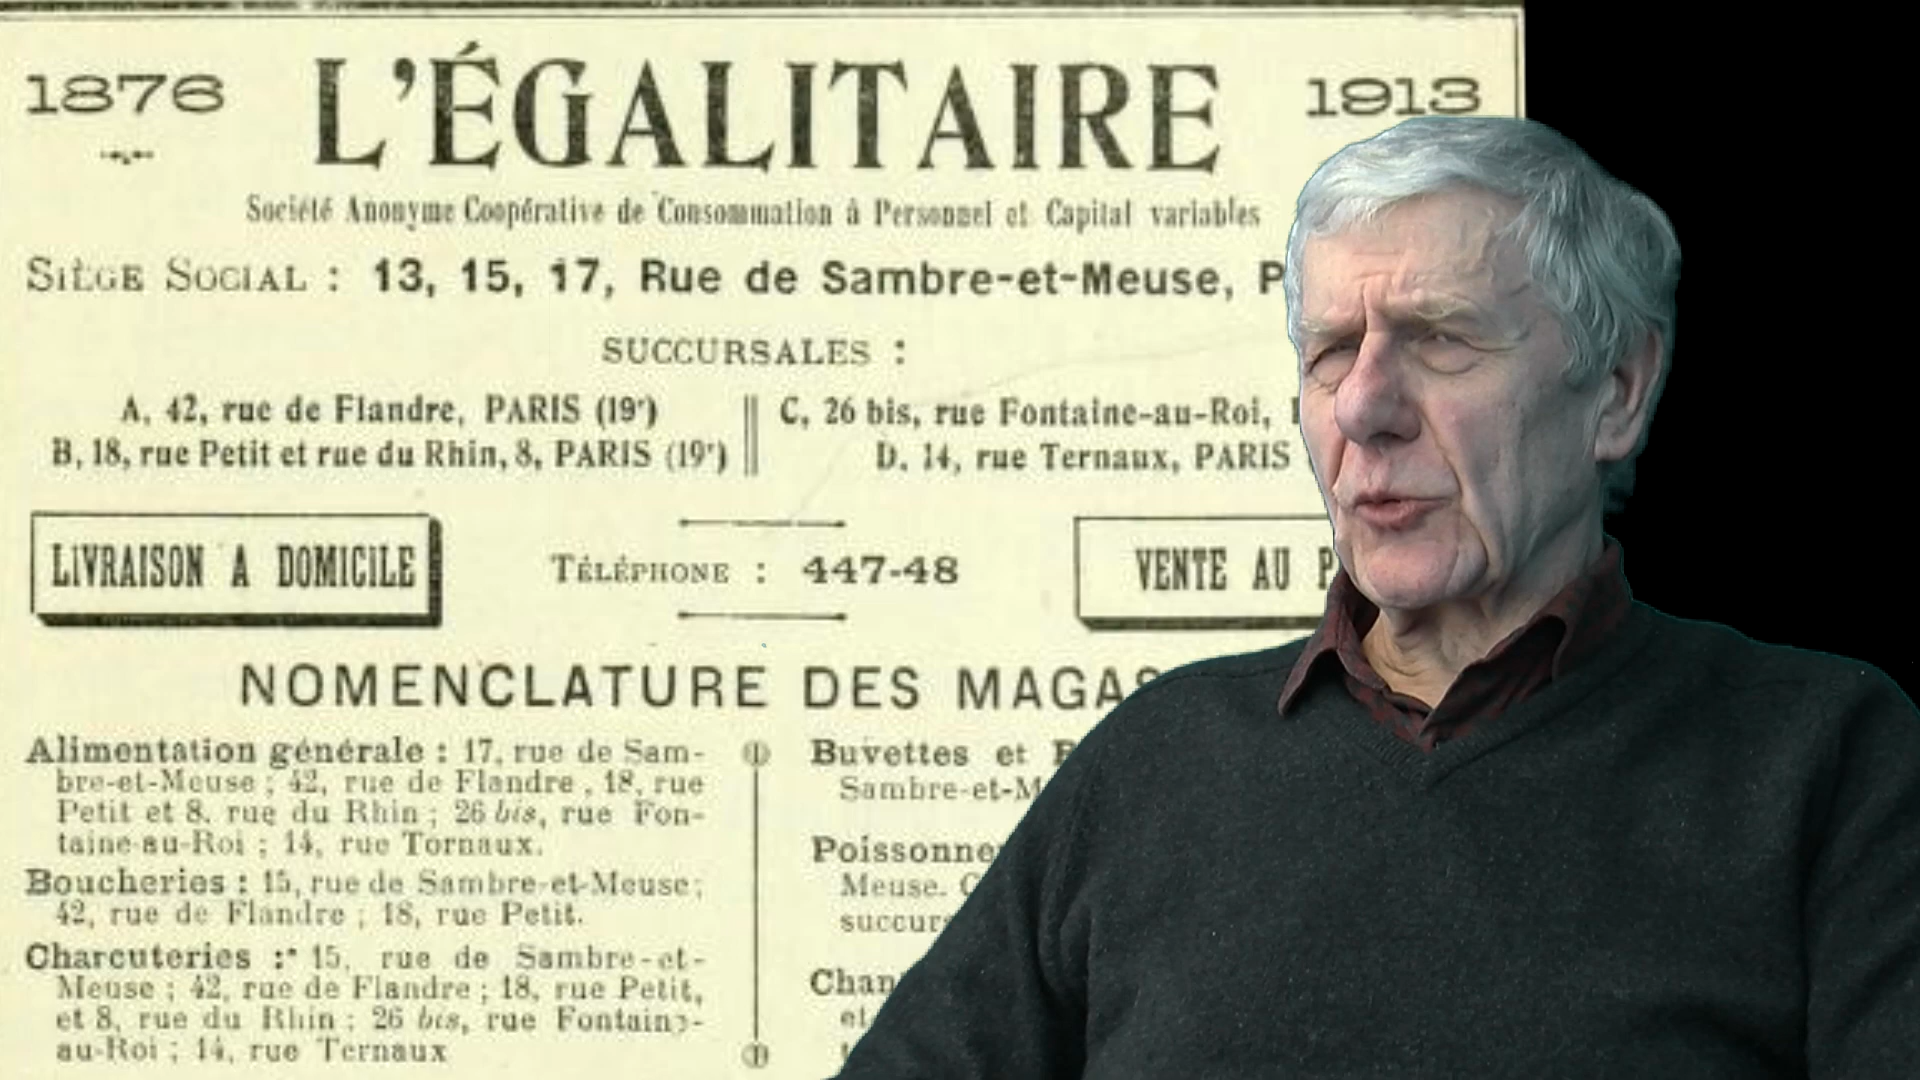 1876 L'ÉGALITAIRE 1913
Société Anonyme Coopérative de Consommation à Personnel et Capital variables
SIÈGE SOCIAL : 13, 15, 17, Rue de Sambre-et-Meuse,
SUCCURSALES :
A, 42, rue de Flandre, PARIS (19ᵉ)
B, 18, rue Petit et rue du Rhin, 8, PARIS (19ᵉ)
C, 26 bis, rue Fontaine-au-Roi,
D. 14, rue Ternaux, PARIS
LIVRAISON A DOMICILE
TÉLÉPHONE : 447-48
VENTE AU
NOMENCLATURE DES
Alimentation générale : 17, rue de Sam-
bre-et-Meuse ; 42, rue de Flandre , 18, rue
Petit et 8, rue du Rhin ; 26 bis, rue Fon-
taine-au-Roi ; 14, rue Tornaux.
Boucheries : 15, rue de Sambre-et-Meuse;
42, rue de Flandre ; 18, rue Petit.
Charcuteries : 15, rue de Sambre-et-
Meuse ; 42, rue de Flandre ; 18, rue Petit,
et 8, rue du Rhin ; 26 bis, rue Fontaine-
au-Roi ; 14, rue Ternaux
Buvettes et
Sambre-et-
Meuse.